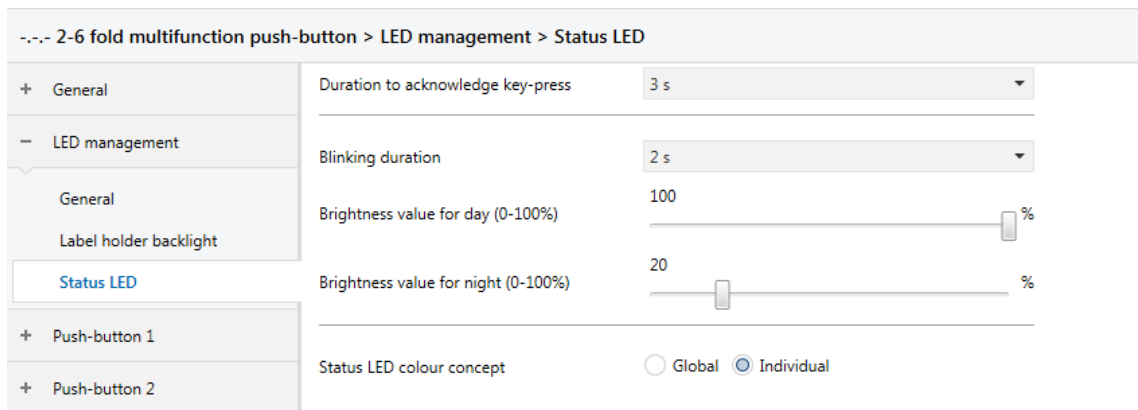 -.-.- 2-6 fold multifunction push-button > LED management > Status LED
+ General
− LED management
General
Label holder backlight
Status LED
+ Push-button 1
+ Push-button 2
Duration to acknowledge key-press 3 s
Blinking duration 2 s
100
Brightness value for day (0-100%) %
20
Brightness value for night (0-100%) %
Status LED colour concept Global Individual